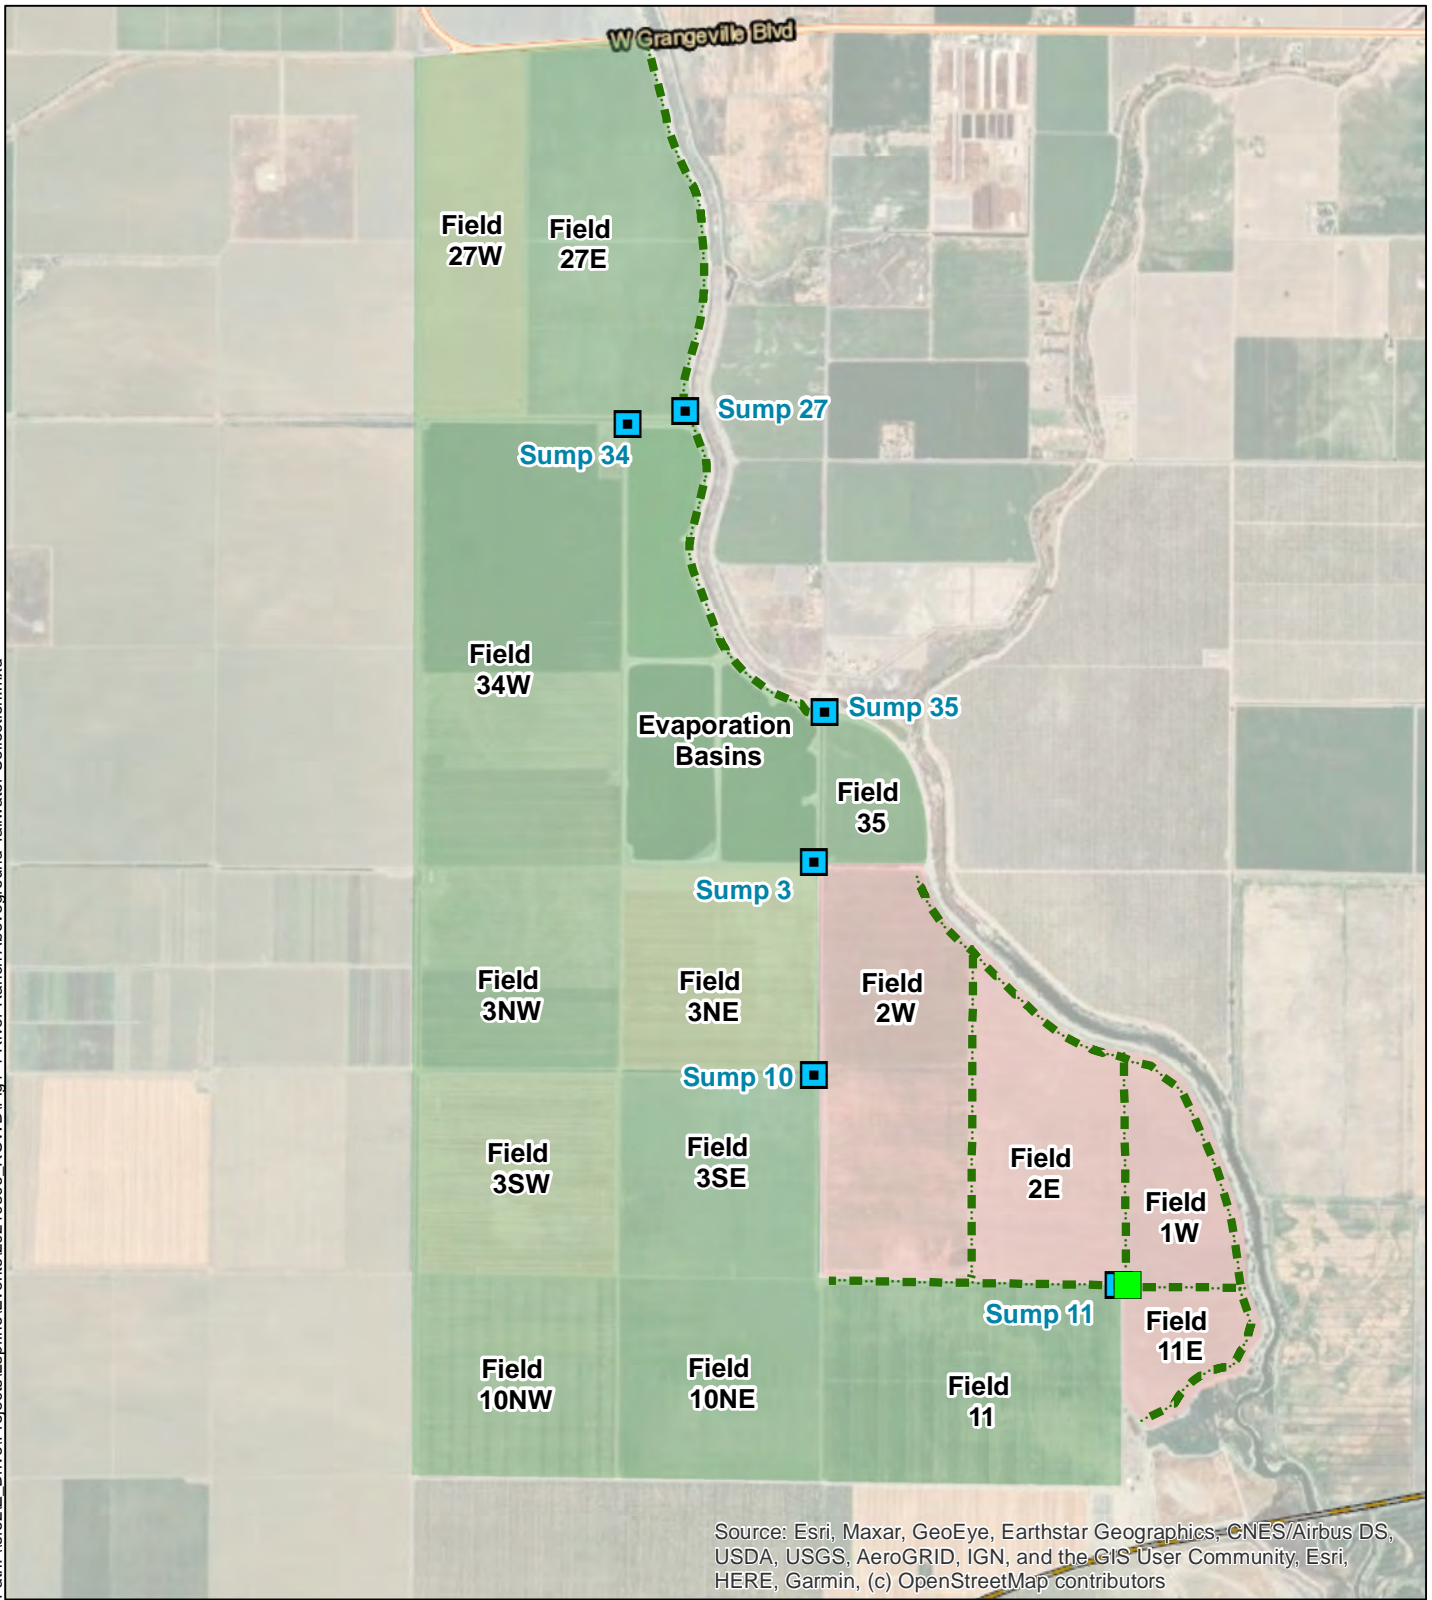 W Grangeville Blvd
Field
27W
Field
27E
Sump 27
Sump 34
Field
34W
Sump 35
Evaporation
Basins
Field
35
Sump 3
Field
3NW
Field
3NE
Field
2W
Sump 10
Field
3SW
Field
3SE
Field
2E
Field
1W
Sump 11
Field
11E
Field
10NW
Field
10NE
Field
11
Source: Esri, Maxar, GeoEye, Earthstar Geographics, CNES/Airbus DS,
USDA, USGS, AeroGRID, IGN, and the GIS User Community, Esri,
HERE, Garmin, (c) OpenStreetMap contributors